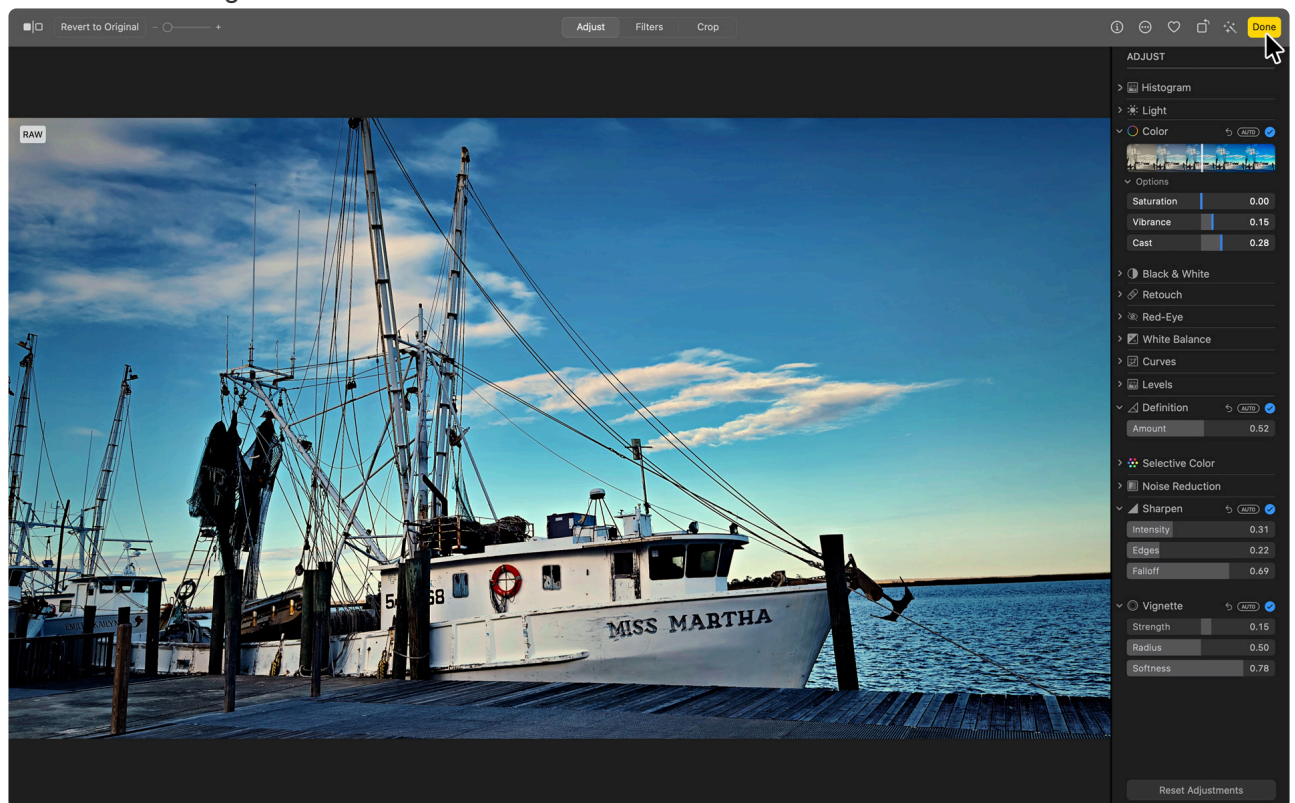 Revert to Original - +
Adjust Filters Crop
Done
RAW
ADJUST
Histogram
Light
Color AUTO
Options
Saturation 0.00
Vibrance 0.15
Cast 0.28
Black & White
Retouch
Red-Eye
White Balance
Curves
Levels
Definition AUTO
Amount 0.52
Selective Color
Noise Reduction
Sharpen AUTO
Intensity 0.31
Edges 0.22
Falloff 0.69
Vignette AUTO
Strength 0.15
Radius 0.50
Softness 0.78
MISS MARTHA
Reset Adjustments